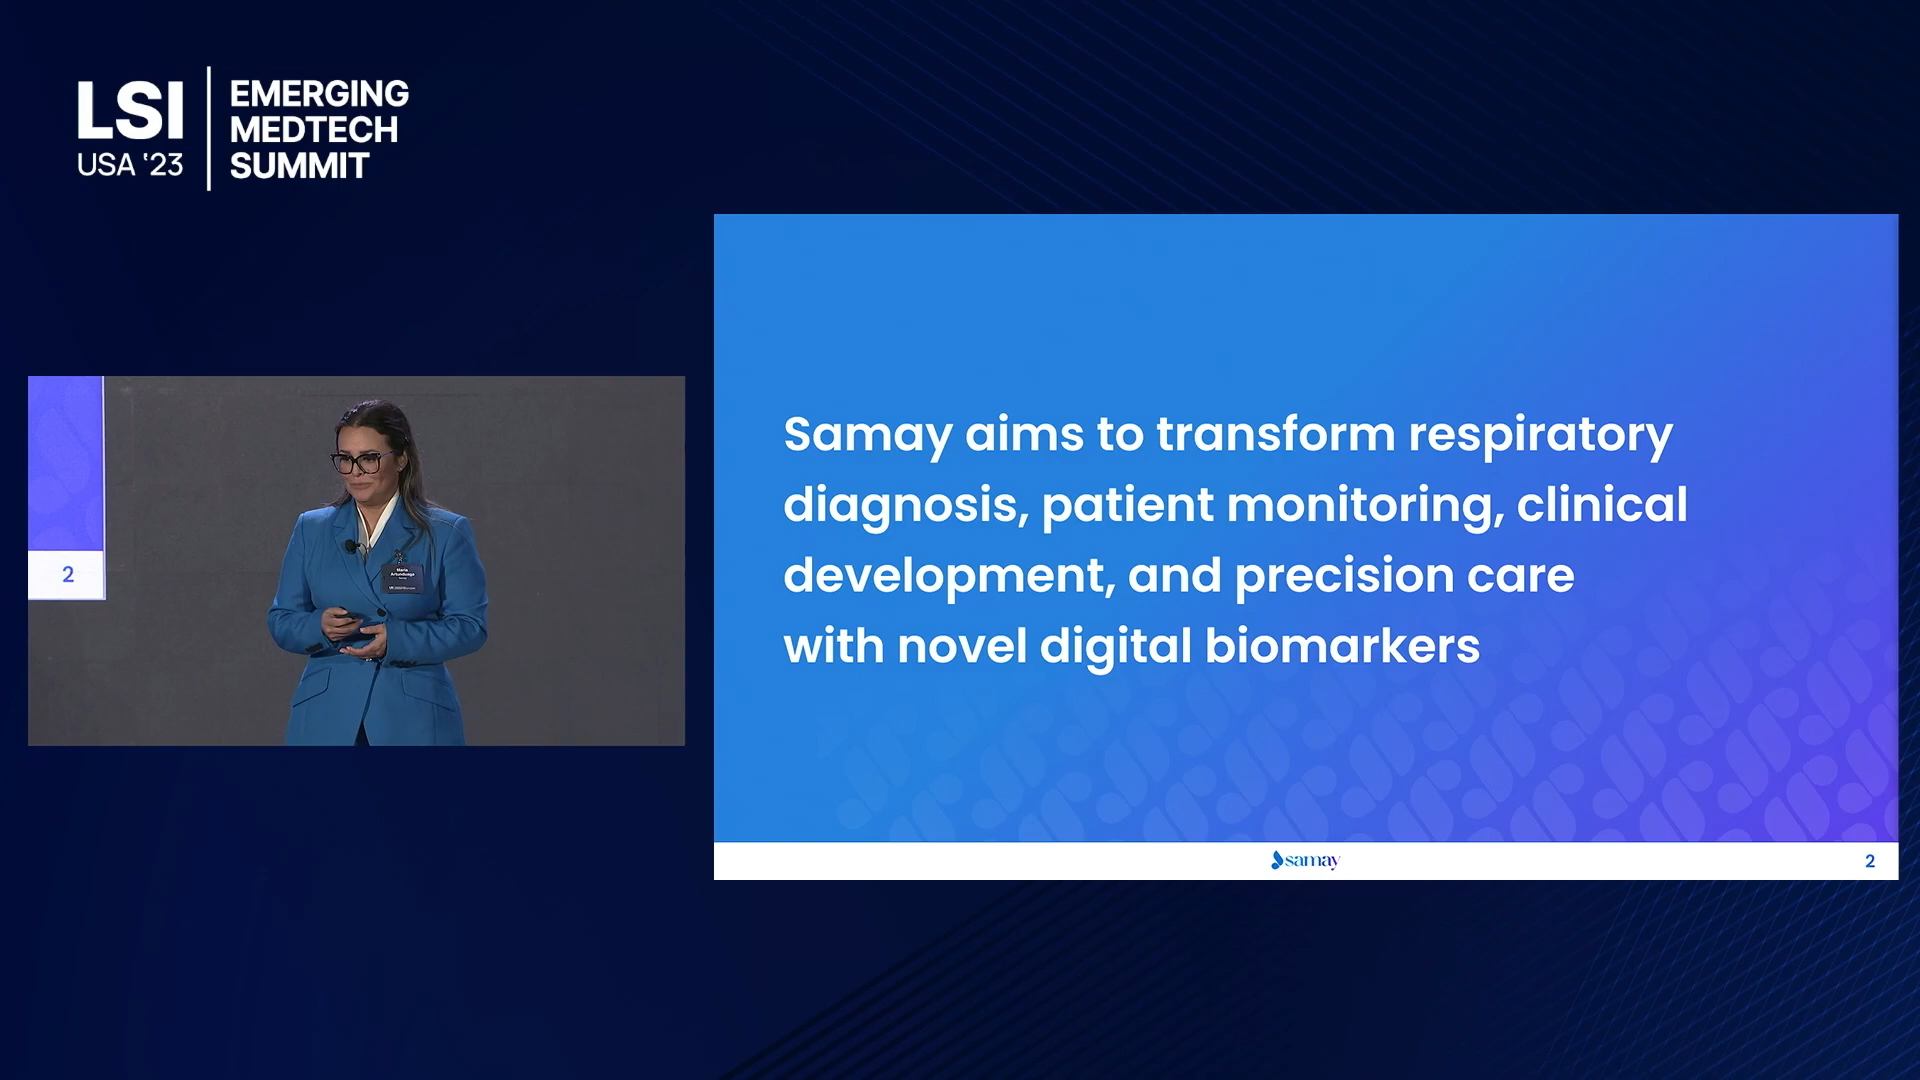 LSI
USA '23
EMERGING
MEDTECH
SUMMIT
2
Maria
Samay aims to transform respiratory
diagnosis, patient monitoring, clinical
development, and precision care
with novel digital biomarkers
samay
2